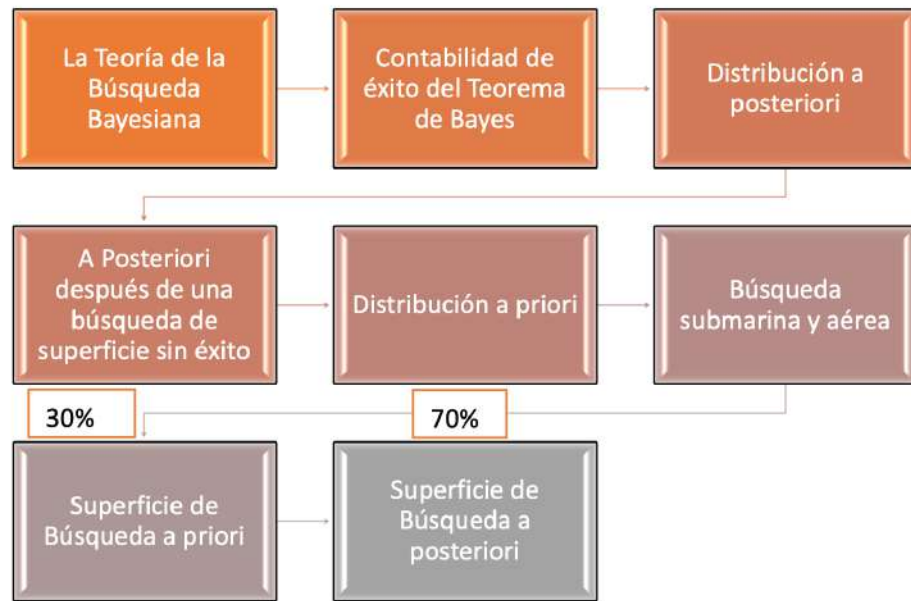 La Teoría de la
Búsqueda
Bayesiana
Contabilidad de
éxito del Teorema
de Bayes
Distribución a
posteriori
A Posteriori
después de una
búsqueda de
superficie sin éxito
Distribución a priori
Búsqueda
submarina y aérea
30%
70%
Superficie de
Búsqueda a priori
Superficie de
Búsqueda a
posteriori